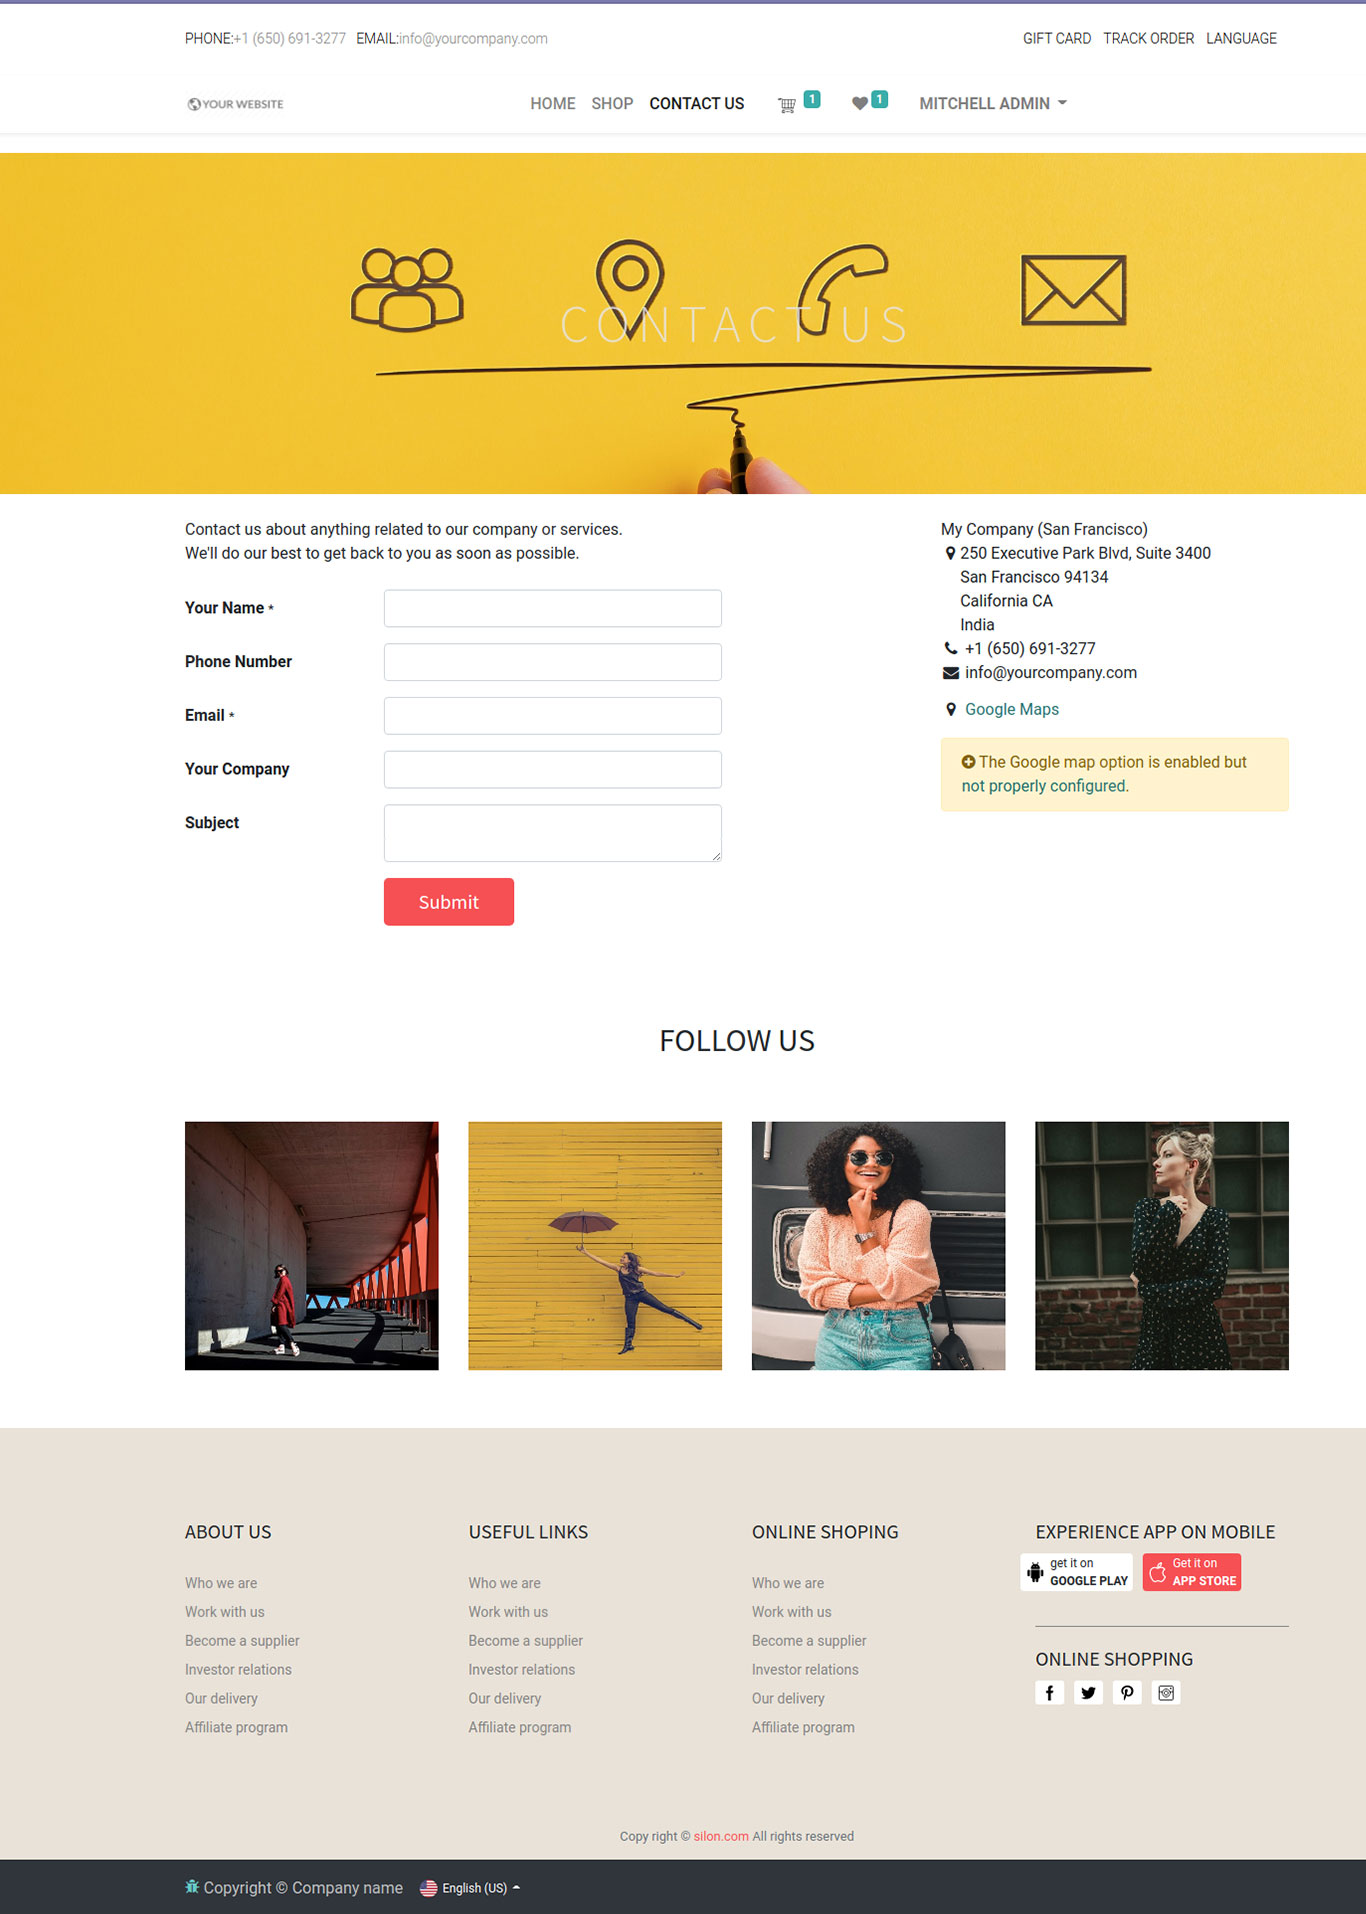 PHONE:+1 (650) 691-3277 EMAIL:info@yourcompany.com
GIFT CARD TRACK ORDER LANGUAGE
YOUR WEBSITE
HOME SHOP CONTACT US 1 1 MITCHELL ADMIN
CONTACT US
Contact us about anything related to our company or services.
We'll do our best to get back to you as soon as possible.
Your Name *
Phone Number
Email *
Your Company
Subject
Submit
My Company (San Francisco)
250 Executive Park Blvd, Suite 3400
San Francisco 94134
California CA
India
+1 (650) 691-3277
info@yourcompany.com
Google Maps
The Google map option is enabled but
not properly configured.
FOLLOW US
ABOUT US
Who we are
Work with us
Become a supplier
Investor relations
Our delivery
Affiliate program
USEFUL LINKS
Who we are
Work with us
Become a supplier
Investor relations
Our delivery
Affiliate program
ONLINE SHOPING
Who we are
Work with us
Become a supplier
Investor relations
Our delivery
Affiliate program
EXPERIENCE APP ON MOBILE
get it on
GOOGLE PLAY
Get it on
APP STORE
ONLINE SHOPPING
Copy right © silon.com All rights reserved
Copyright © Company name English (US)